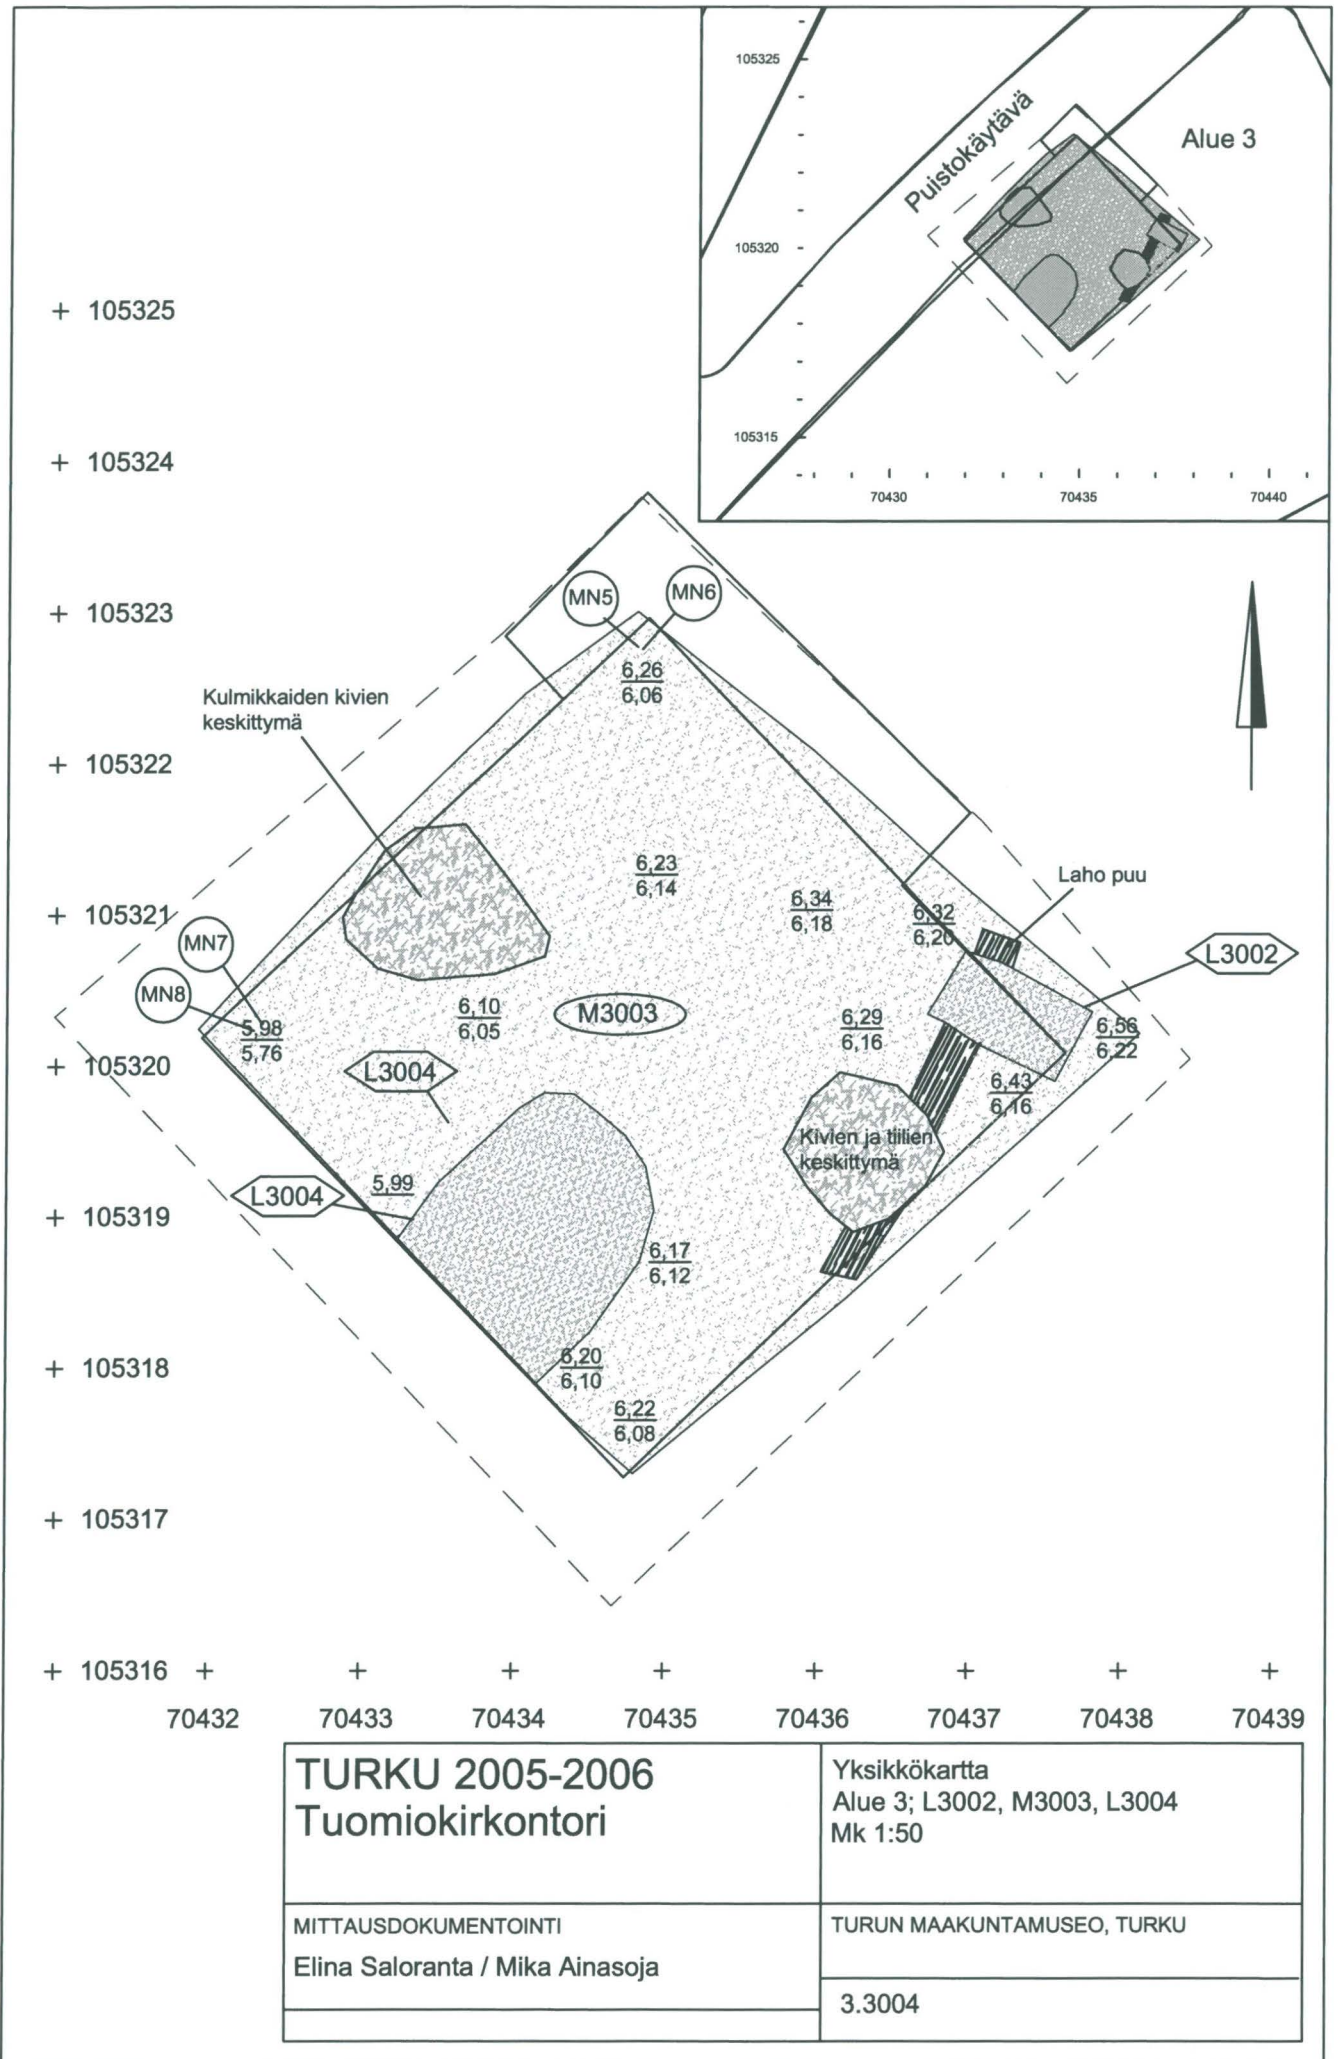 105325
Puistokäytävä
Alue 3
105320
105315
70430
70435
70440
+ 105325
+ 105324
+ 105323
+ 105322
+ 105321
+ 105320
+ 105319
+ 105318
+ 105317
+ 105316
MN5
MN6
6,26
6,06
Kulmikkaiden kivien
keskittymä
6,23
6,14
6,34
6,18
6,32
6,20
Laho puu
L3002
MN7
MN8
5,98
5,76
6,10
6,05
M3003
6,29
6,16
6,56
6,22
6,43
6,16
L3004
Kivien ja tiilien
keskittymä
L3004
5,99
6,17
6,12
6,20
6,10
6,22
6,08
70432
70433
70434
70435
70436
70437
70438
70439
TURKU 2005-2006
Tuomiokirkontori
Yksikkökartta
Alue 3; L3002, M3003, L3004
Mk 1:50
MITTAUSDOKUMENTOINTI
Elina Saloranta / Mika Ainasoja
TURUN MAAKUNTAMUSEO, TURKU
3.3004